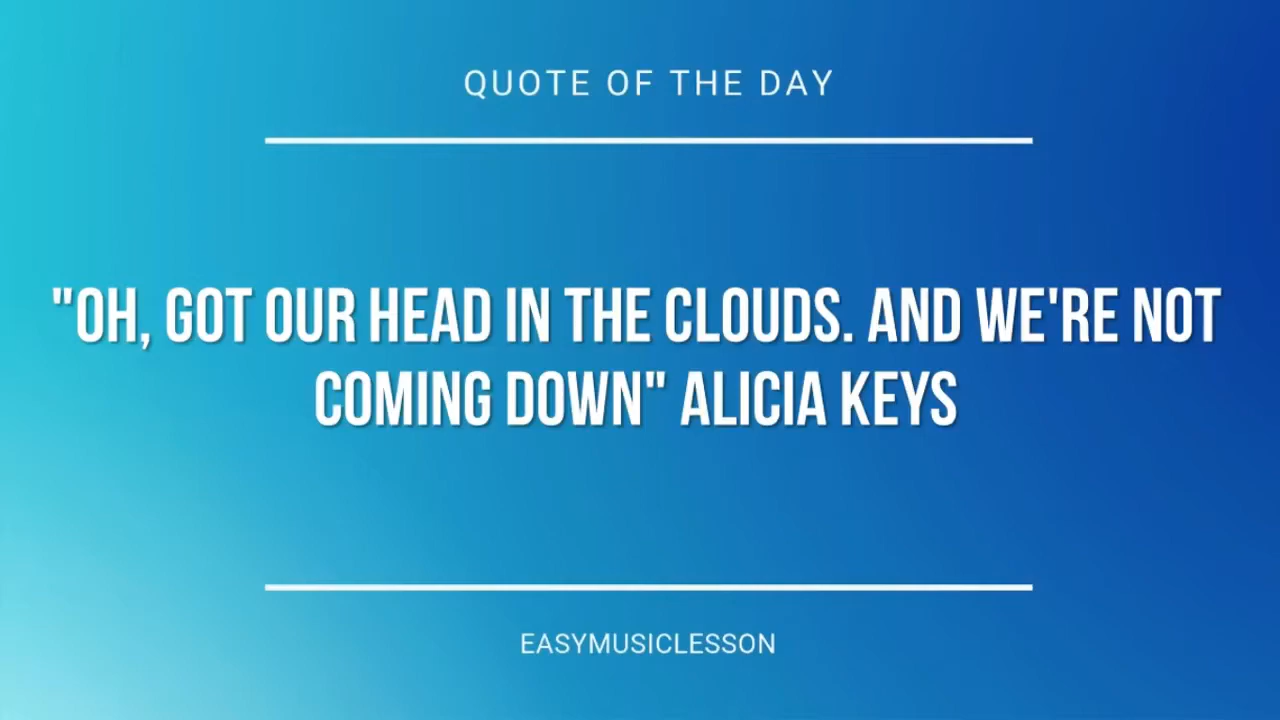 QUOTE OF THE DAY
"OH, GOT OUR HEAD IN THE CLOUDS. AND WE'RE NOT
COMING DOWN" ALICIA KEYS
EASYMUSICLESSON